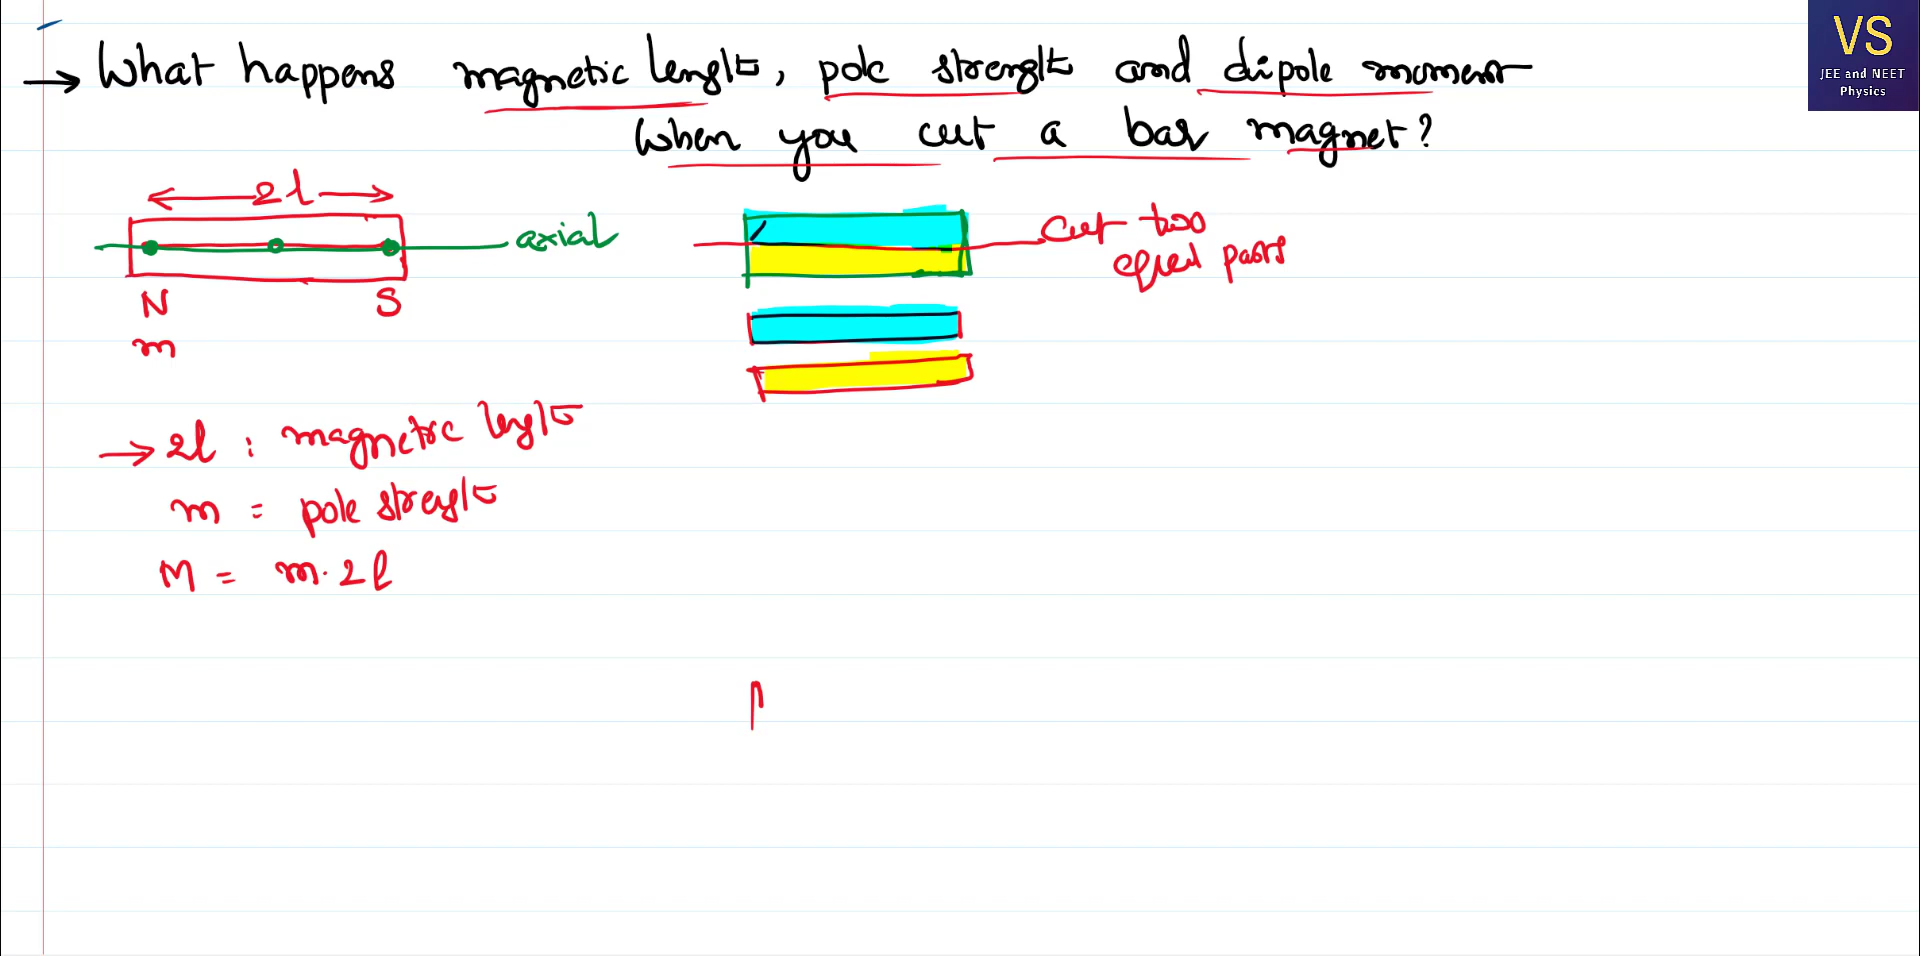 → What happens magnetic length, pole strength and dipole moment
when you cut a bar magnet?
VS
JEE and NEET
Physics
2l
axial
N S
m
Cut two
equal parts
→ 2l : magnetic length
m = pole strength
M = m. 2l